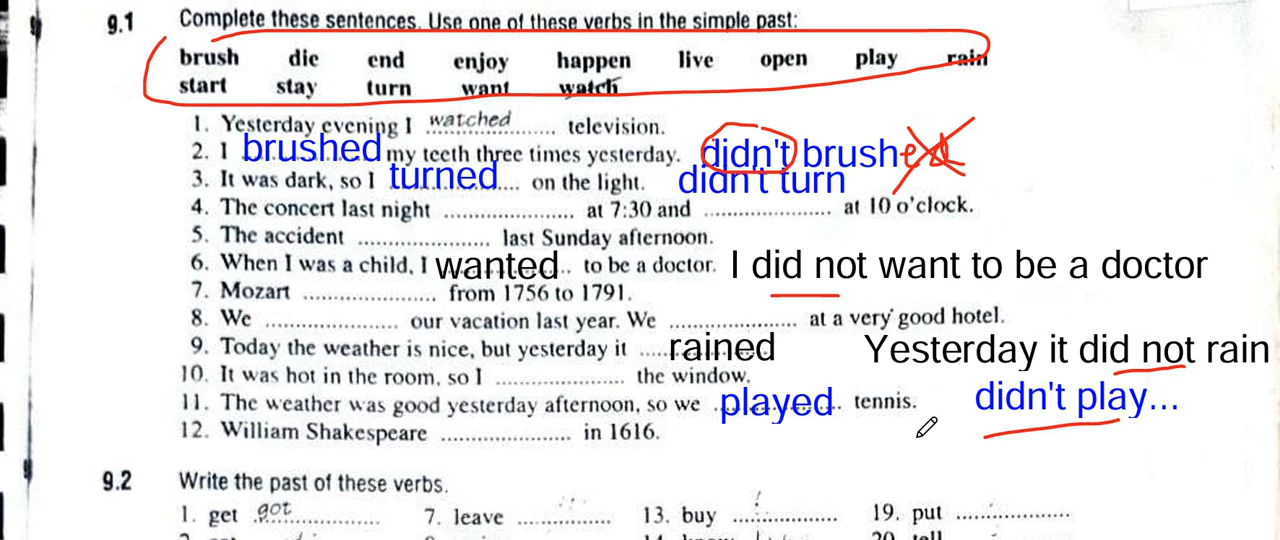 9.1 Complete these sentences. Use one of these verbs in the simple past:
brush die end enjoy happen live open play rain
start stay turn want watch
1. Yesterday evening I watched television.
2. I brushed my teeth three times yesterday. didn't brushed
3. It was dark, so I turned on the light. didn't turn
4. The concert last night .................... at 7:30 and .................... at 10 o'clock.
5. The accident .................... last Sunday afternoon.
6. When I was a child, I wanted to be a doctor. I did not want to be a doctor
7. Mozart .................... from 1756 to 1791.
8. We .................... our vacation last year. We .................... at a very good hotel.
9. Today the weather is nice, but yesterday it rained Yesterday it did not rain
10. It was hot in the room, so I .................... the window.
11. The weather was good yesterday afternoon, so we played tennis. didn't play...
12. William Shakespeare .................... in 1616.
9.2 Write the past of these verbs.
1. get got 7. leave .............. 13. buy .............. 19. put ..............
20. tell